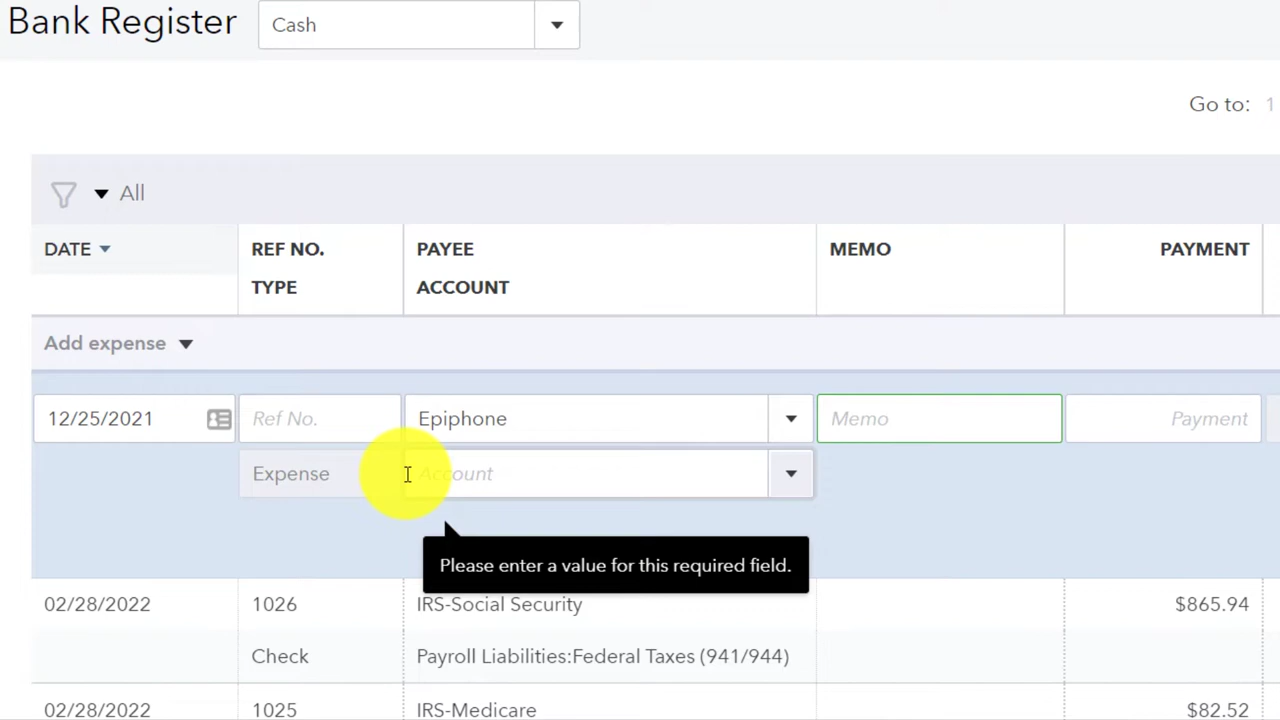 Bank Register
Cash
Go to: 1
All
DATE
REF NO.
PAYEE
MEMO
PAYMENT
TYPE
ACCOUNT
Add expense
12/25/2021
Ref No.
Epiphone
Memo
Payment
Expense
Account
Please enter a value for this required field.
02/28/2022
1026
IRS-Social Security
$865.94
Check
Payroll Liabilities:Federal Taxes (941/944)
02/28/2022
1025
IRS-Medicare
$82.52